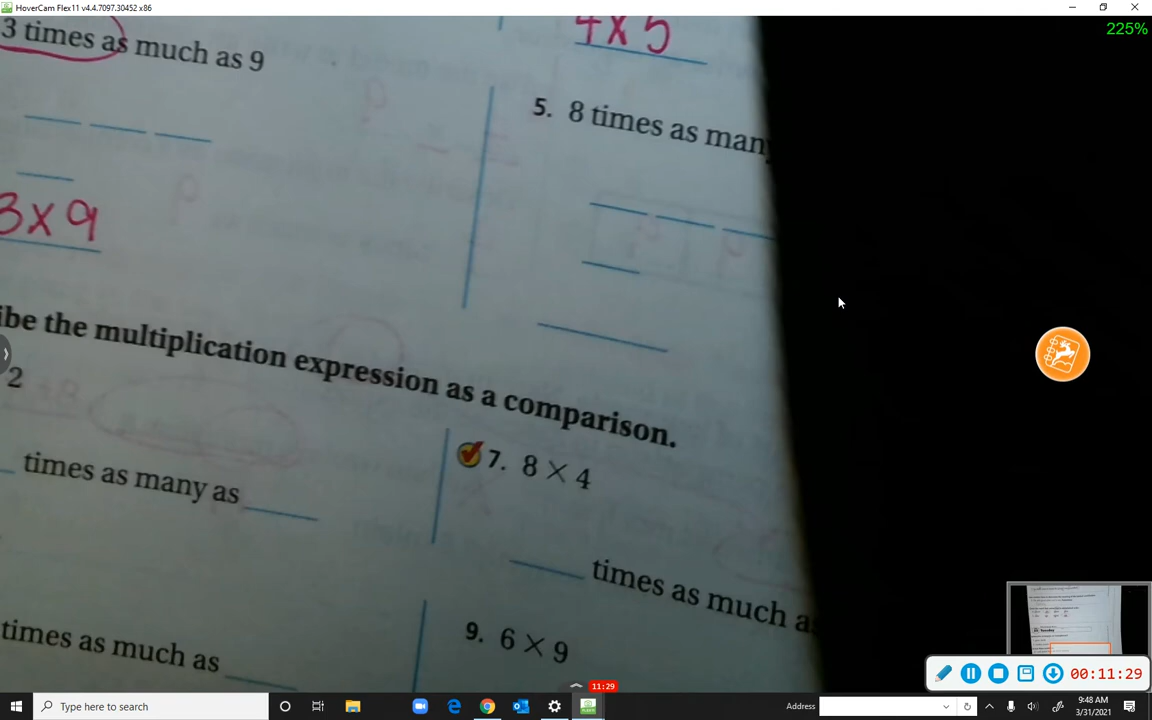 HoverCam Flex11 v4.4.7097.30452 x86
225%
3 times as much as 9
4 x 5
5. 8 times as many
3 x 9
ibe the multiplication expression as a comparison.
2
7. 8 × 4
times as many as
times as much a
times as much as
9. 6 × 9
00:11:29
11:29
Type here to search
Address
9:48 AM
3/31/2021